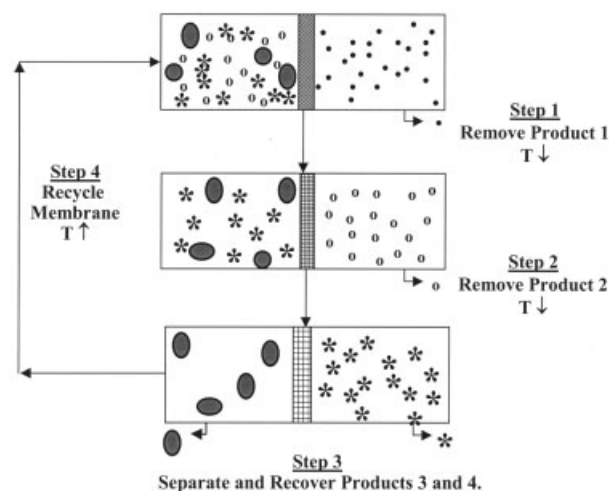 Step 1
Remove Product 1
T ↓
Step 4
Recycle
Membrane
T ↑
Step 2
Remove Product 2
T ↓
Step 3
Separate and Recover Products 3 and 4.